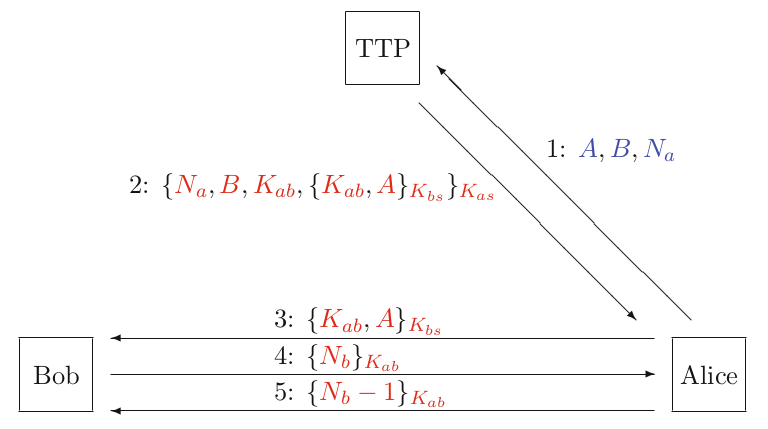 TTP
1: A, B, N_a
2: {N_a, B, K_{ab}, {K_{ab}, A}_{K_{bs}}}_{K_{as}}
3: {K_{ab}, A}_{K_{bs}}
4: {N_b}_{K_{ab}}
Bob
Alice
5: {N_b − 1}_{K_{ab}}